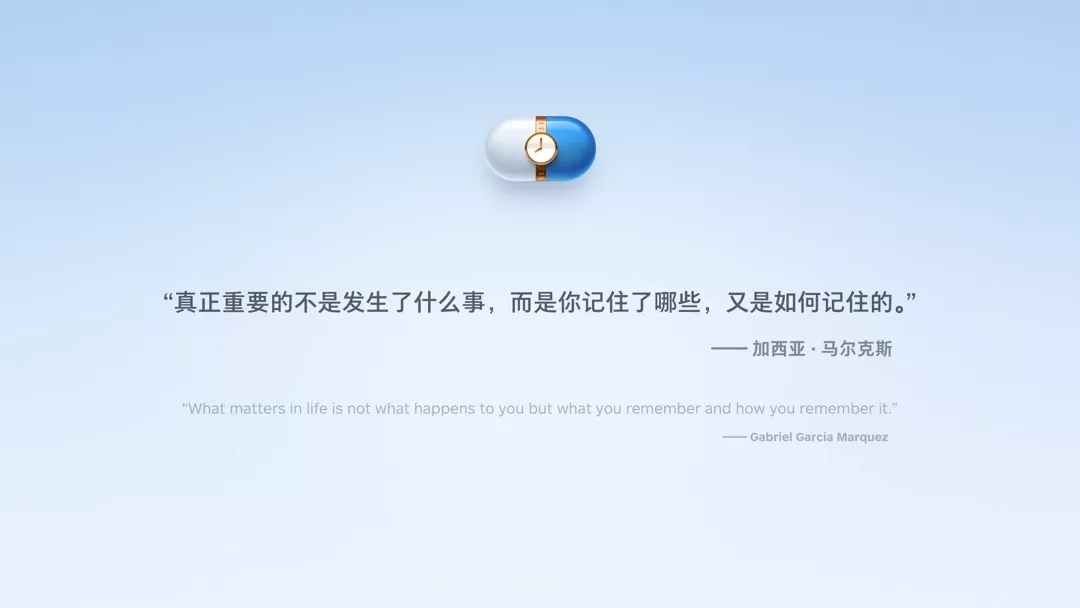 “真正重要的不是发生了什么事，而是你记住了哪些，又是如何记住的。”
—— 加西亚·马尔克斯
“What matters in life is not what happens to you but what you remember and how you remember it.”
—— Gabriel Garcia Marquez